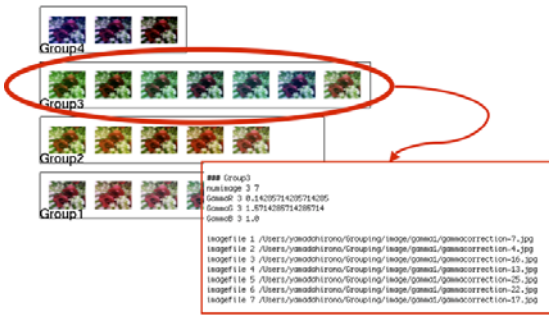 Group4
Group3
Group2
Group1
### Group3
numimage 3 7
GammaR 3 0.14285714285714285
GammaG 3 1.5714285714285714
GammaB 3 1.0
imagefile 1 /Users/yamadahirono/Grouping/image/gamma1/gammacorrection-7.jpg
imagefile 2 /Users/yamadahirono/Grouping/image/gamma1/gammacorrection-4.jpg
imagefile 3 /Users/yamadahirono/Grouping/image/gamma1/gammacorrection-16.jpg
imagefile 4 /Users/yamadahirono/Grouping/image/gamma1/gammacorrection-13.jpg
imagefile 5 /Users/yamadahirono/Grouping/image/gamma1/gammacorrection-25.jpg
imagefile 6 /Users/yamadahirono/Grouping/image/gamma1/gammacorrection-22.jpg
imagefile 7 /Users/yamadahirono/Grouping/image/gamma1/gammacorrection-17.jpg